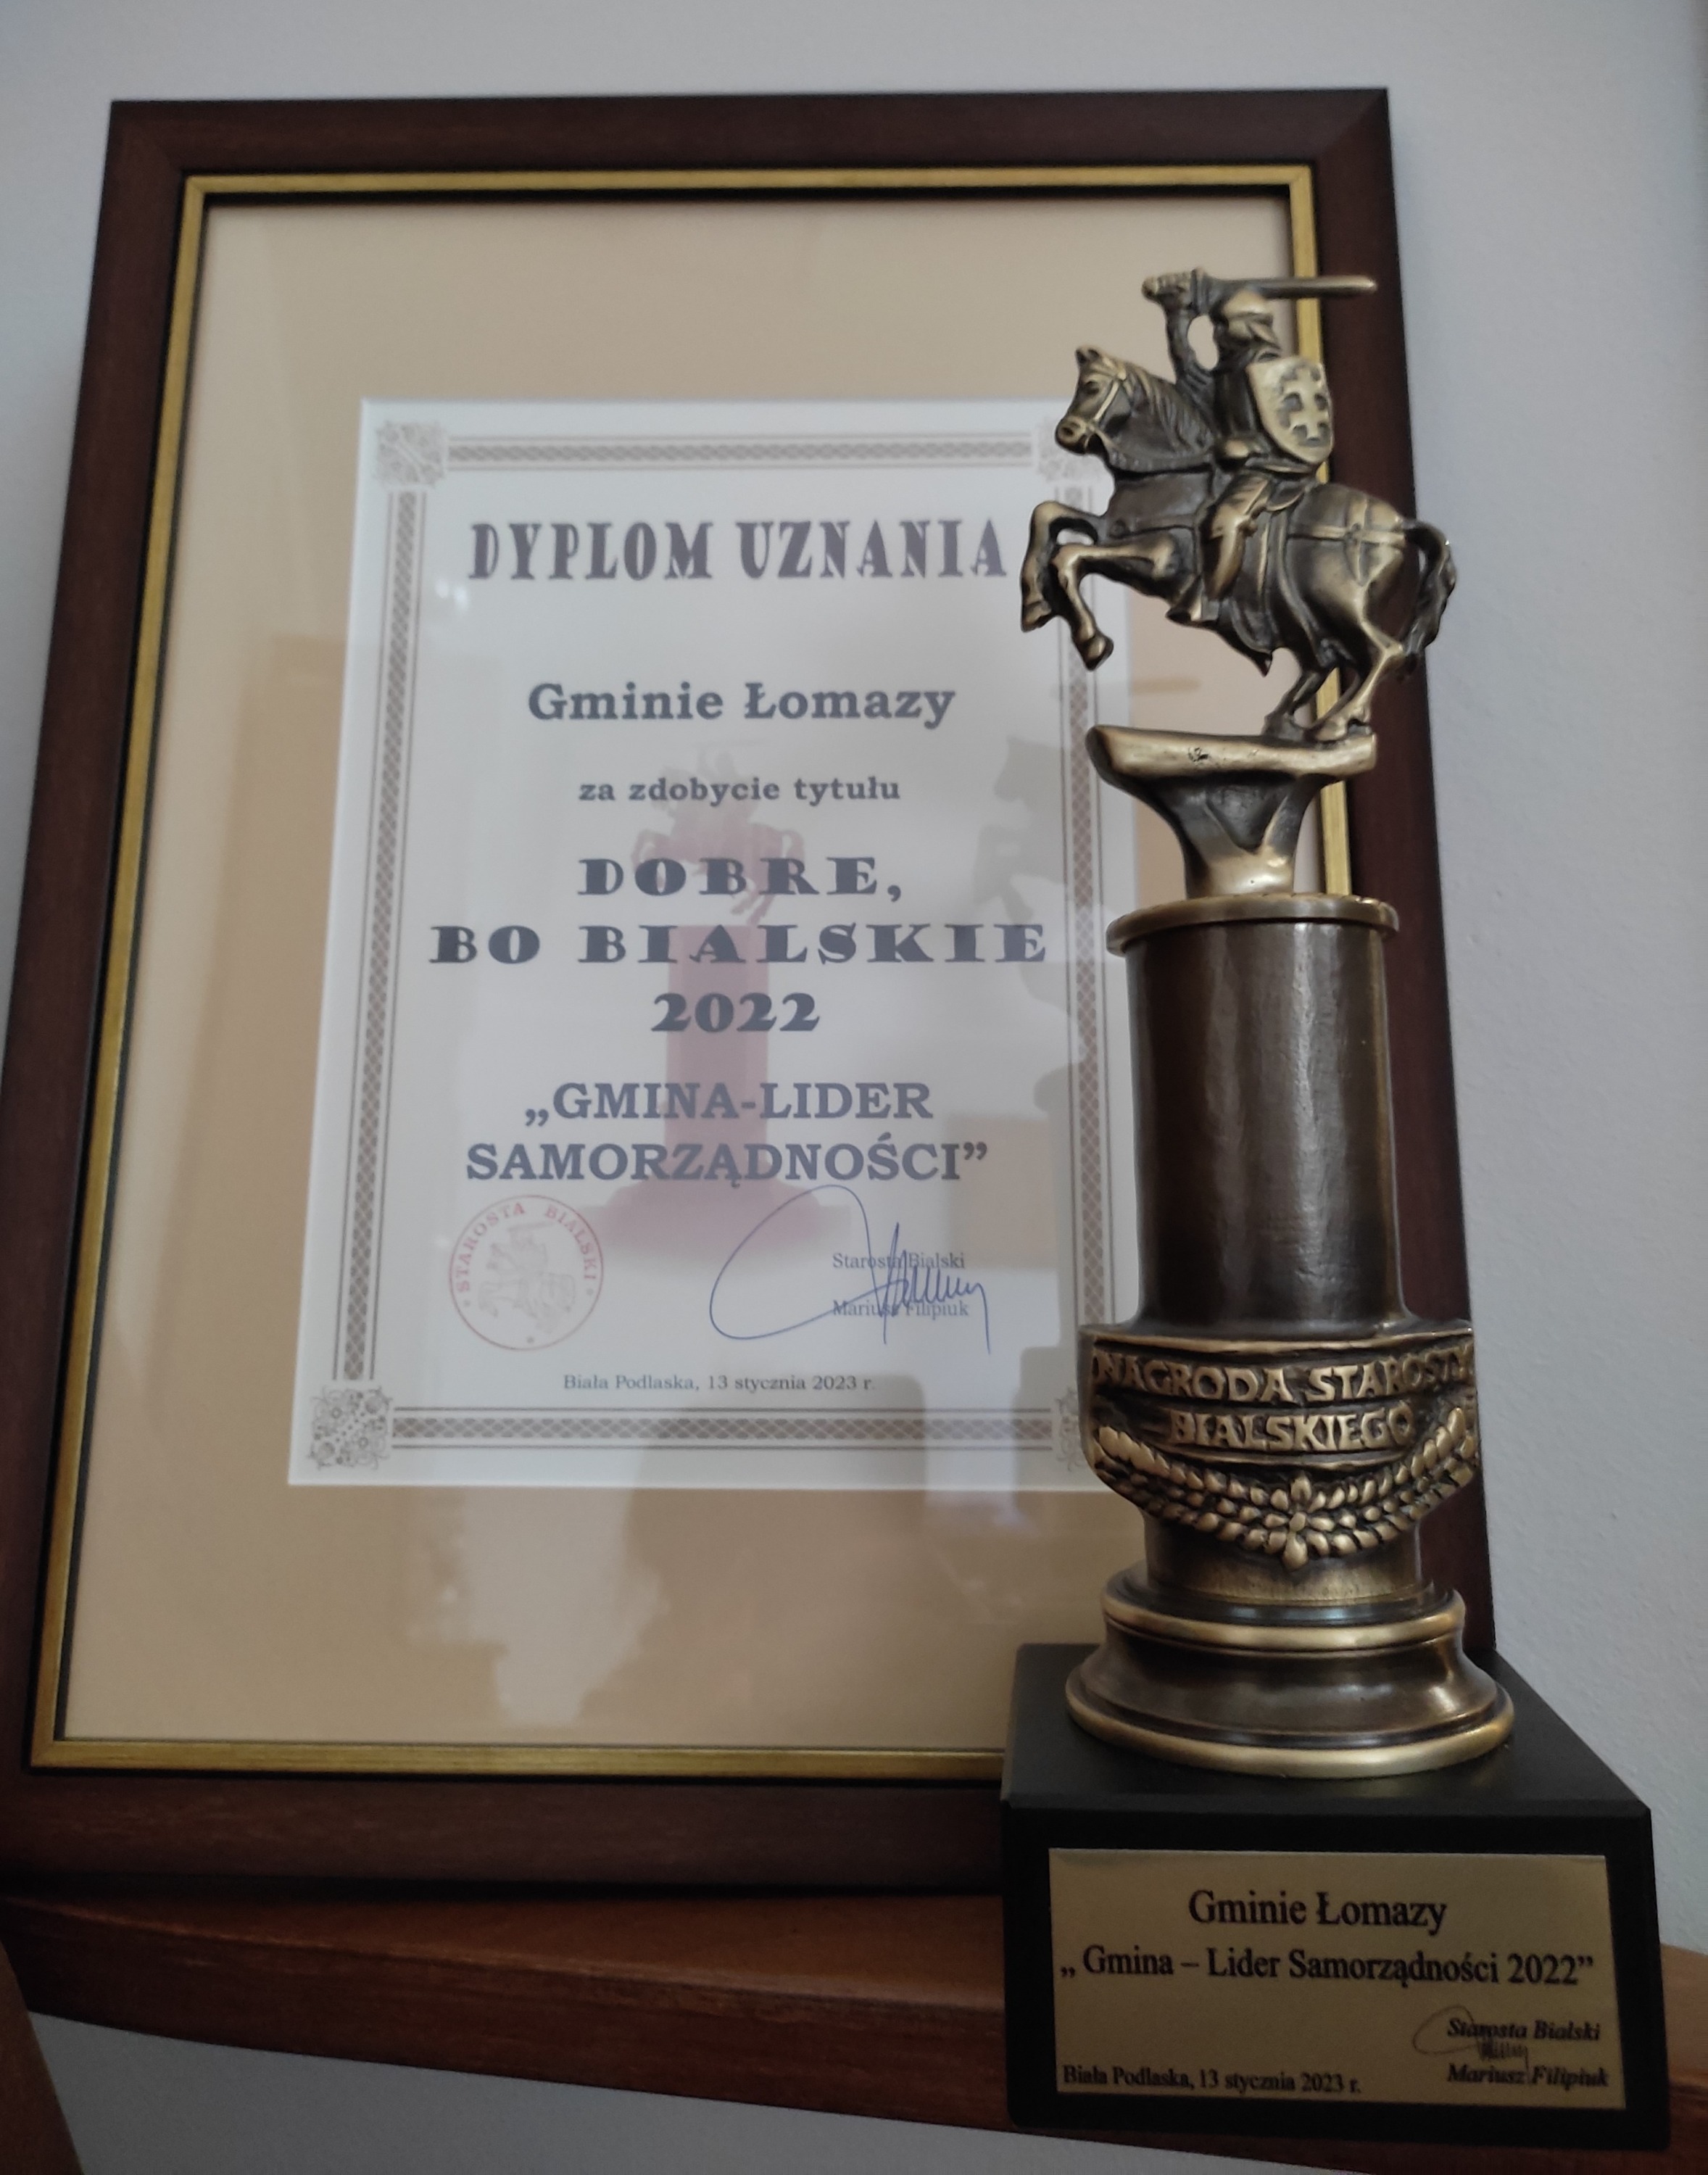 DYPLOM UZNANIA
Gminie Łomazy
za zdobycie tytułu
DOBRE,
BO BIALSKIE
2022
„GMINA-LIDER
SAMORZĄDNOŚCI”
STAROSTA BIALSKI
Starosta Bialski
Mariusz Filipiuk
Biała Podlaska, 13 stycznia 2023 r.
NAGRODA STAROSTY
BIALSKIEGO
Gminie Łomazy
„ Gmina – Lider Samorządności 2022”
Starosta Bialski
Mariusz Filipiuk
Biała Podlaska, 13 stycznia 2023 r.